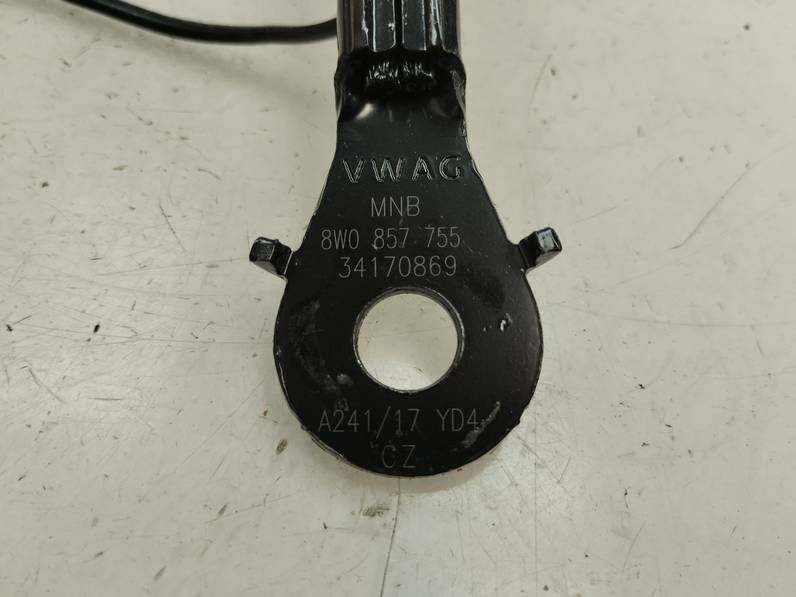 VWAG
MNB
8W0 857 755
34170869
A241/17 YD4
CZ